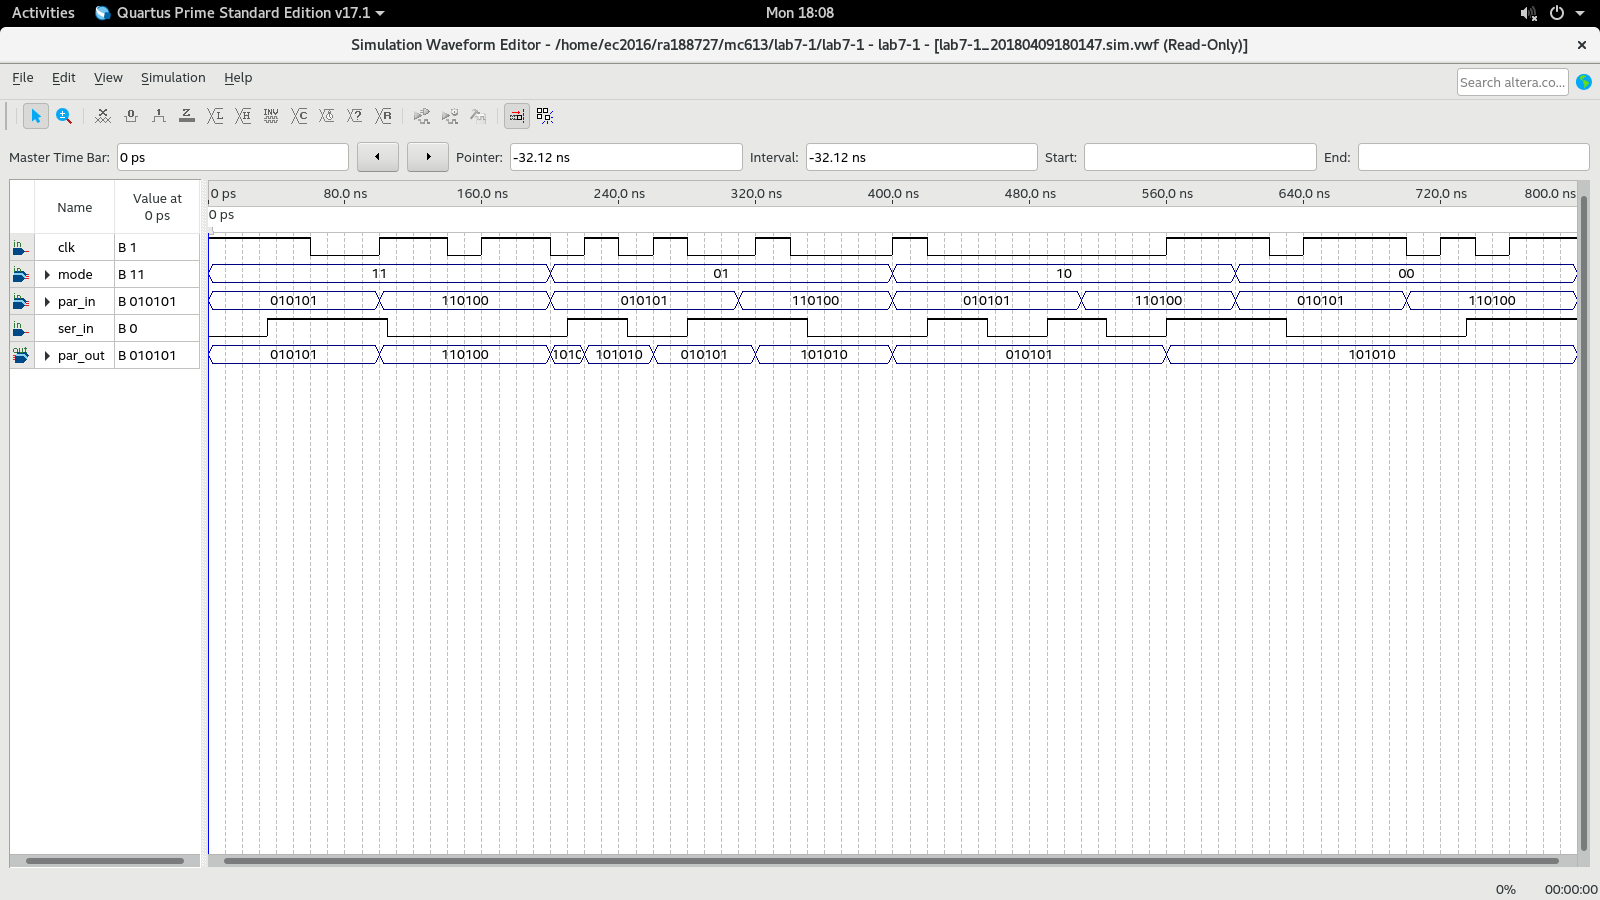 Activities Quartus Prime Standard Edition v17.1 Mon 18:08
Simulation Waveform Editor - /home/ec2016/ra188727/mc613/lab7-1/lab7-1 - lab7-1 - [lab7-1_20180409180147.sim.vwf (Read-Only)]
File Edit View Simulation Help Search altera.co...
Master Time Bar: 0 ps Pointer: -32.12 ns Interval: -32.12 ns Start: End:
Name Value at 0 ps 0 ps 80.0 ns 160.0 ns 240.0 ns 320.0 ns 400.0 ns 480.0 ns 560.0 ns 640.0 ns 720.0 ns 800.0 ns
0 ps
clk B 1
mode B 11 11 01 10 00
par_in B 010101 010101 110100 010101 110100 010101 110100 010101 110100
ser_in B 0
par_out B 010101 010101 110100 101010 010101 101010 010101 101010
0% 00:00:00